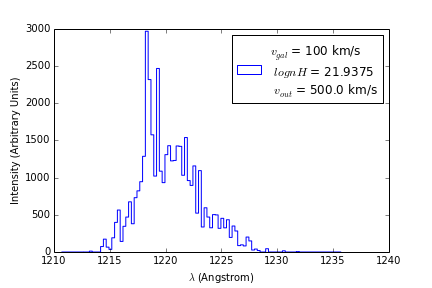 3000
2500
2000
1500
1000
500
0
Intensity (Arbitrary Units)
v_gal = 100 km/s
lognH = 21.9375
v_out = 500.0 km/s
1210 1215 1220 1225 1230 1235 1240
λ (Angstrom)